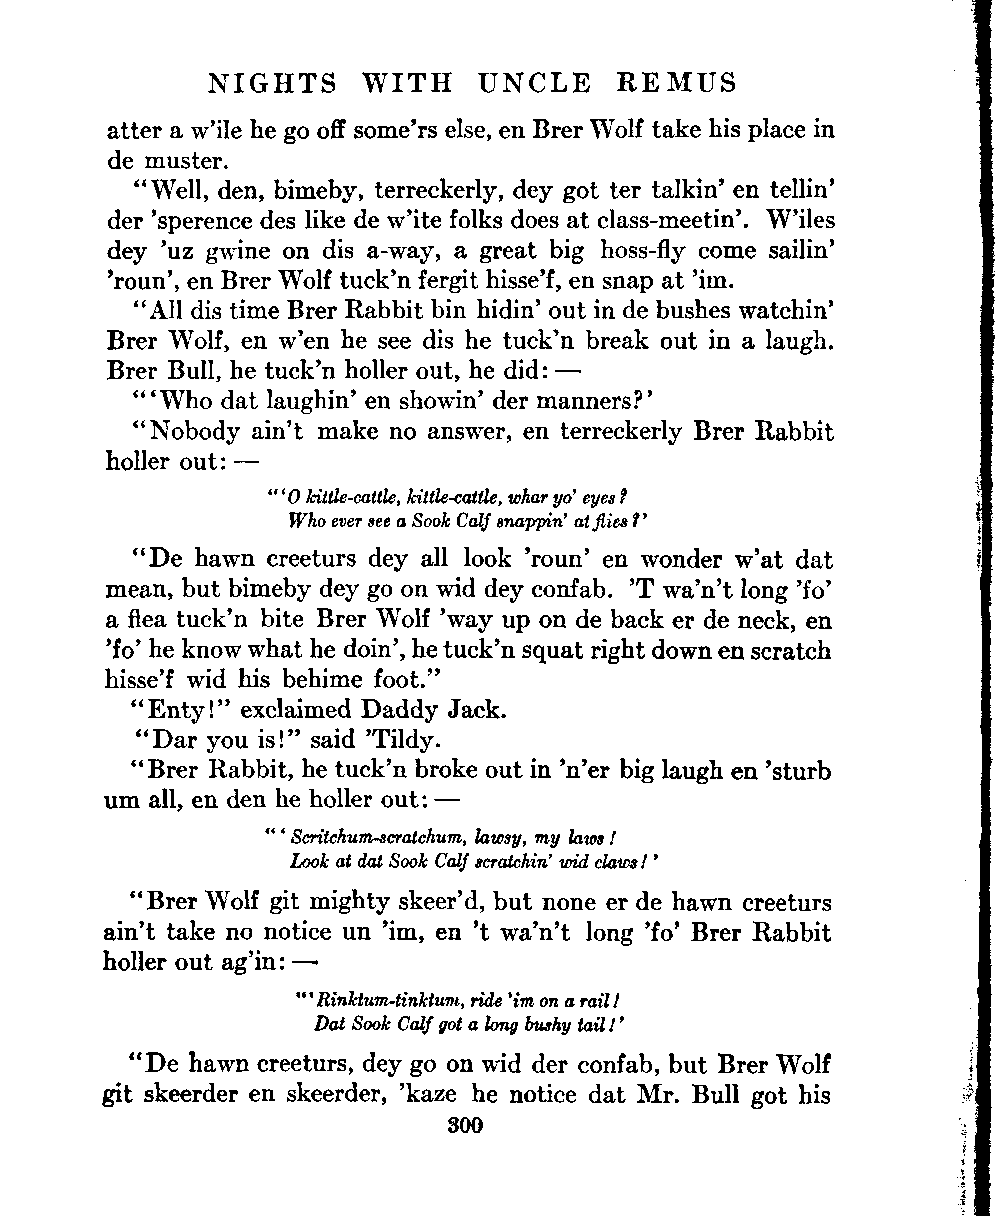 NIGHTS WITH UNCLE REMUS
atter a w’ile he go off some’rs else, en Brer Wolf take his place in
de muster.
“Well, den, bimeby, terreckerly, dey got ter talkin’ en tellin’
der ’sperence des like de w’ite folks does at class-meetin’. W’iles
dey ’uz gwine on dis a-way, a great big hoss-fly come sailin’
’roun’, en Brer Wolf tuck’n fergit hisse’f, en snap at ’im.
“All dis time Brer Rabbit bin hidin’ out in de bushes watchin’
Brer Wolf, en w’en he see dis he tuck’n break out in a laugh.
Brer Bull, he tuck’n holler out, he did: —
“‘Who dat laughin’ en showin’ der manners?’
“Nobody ain’t make no answer, en terreckerly Brer Rabbit
holler out: —
“‘O kittle-cattle, kittle-cattle, whar yo’ eyes?
Who ever see a Sook Calf snappin’ at flies?’
“De hawn creeturs dey all look ’roun’ en wonder w’at dat
mean, but bimeby dey go on wid dey confab. ’T wa’n’t long ’fo’
a flea tuck’n bite Brer Wolf ’way up on de back er de neck, en
’fo’ he know what he doin’, he tuck’n squat right down en scratch
hisse’f wid his behime foot.”
“Enty!” exclaimed Daddy Jack.
“Dar you is!” said ’Tildy.
“Brer Rabbit, he tuck’n broke out in ’n’er big laugh en ’sturb
um all, en den he holler out: —
“‘Scritchum-scratchum, lawsy, my laws!
Look at dat Sook Calf scratchin’ wid claws!’
“Brer Wolf git mighty skeer’d, but none er de hawn creeturs
ain’t take no notice un ’im, en ’t wa’n’t long ’fo’ Brer Rabbit
holler out ag’in: —
“‘Rinktum-tinktum, ride ’im on a rail!
Dat Sook Calf got a long bushy tail!’
“De hawn creeturs, dey go on wid der confab, but Brer Wolf
git skeerder en skeerder, ’kaze he notice dat Mr. Bull got his
300